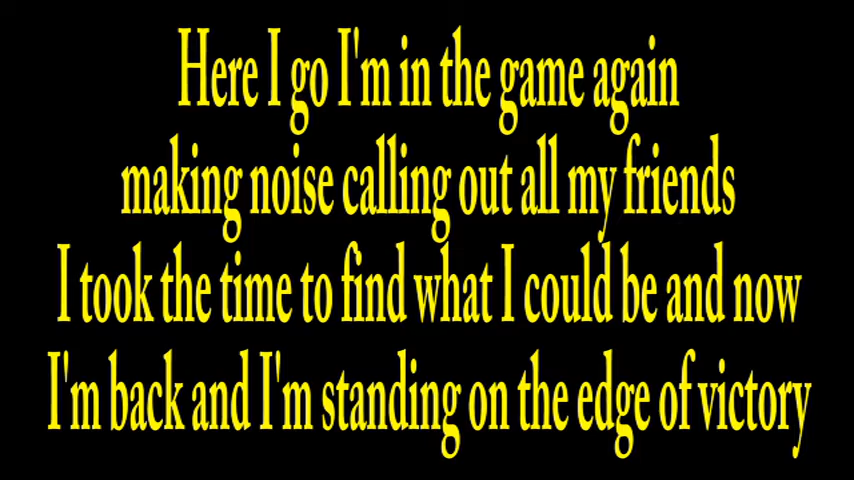 Here I go I'm in the game again
making noise calling out all my friends
I took the time to find what I could be and now
I'm back and I'm standing on the edge of victory